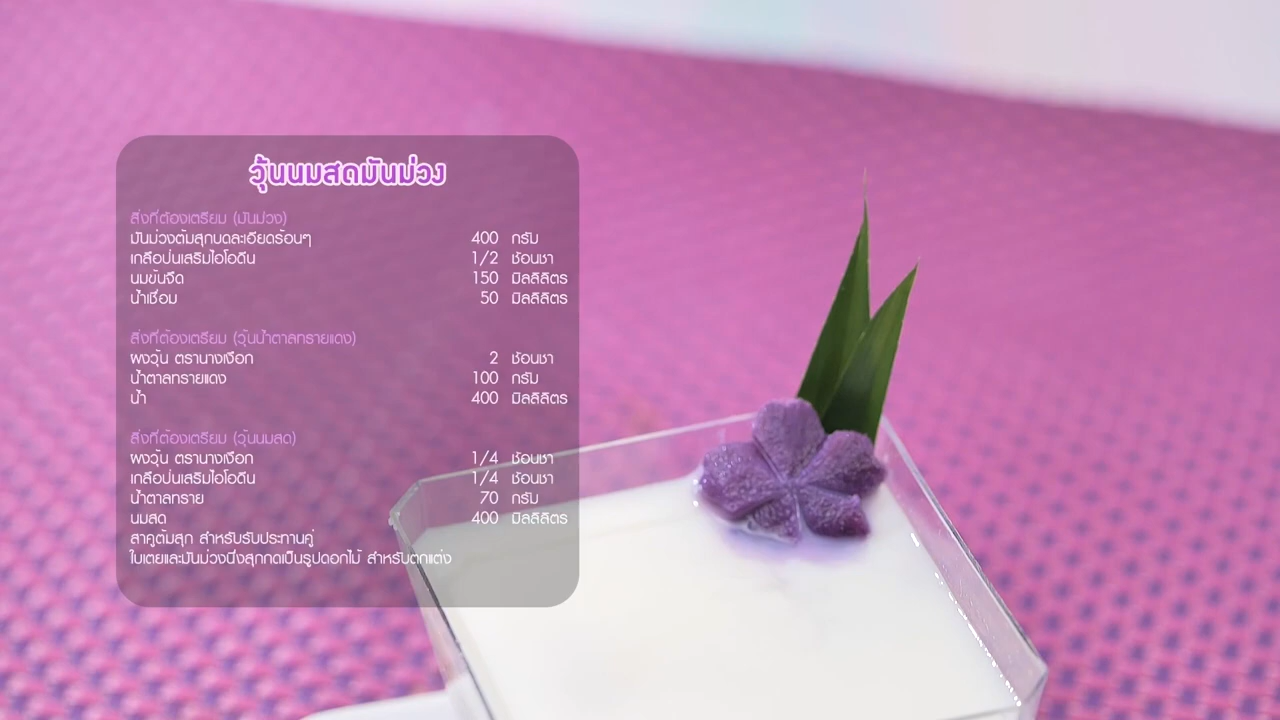 วุ้นนมสดมันม่วง
สิ่งที่ต้องเตรียม (มันม่วง)
มันม่วงต้มสุกบดละเอียดร้อนๆ 400 กรัม
เกลือป่นเสริมไอโอดีน 1/2 ช้อนชา
นมข้นจืด 150 มิลลิลิตร
น้ำเชื่อม 50 มิลลิลิตร
สิ่งที่ต้องเตรียม (วุ้นน้ำตาลทรายแดง)
ผงวุ้น ตรานางเงือก 2 ช้อนชา
น้ำตาลทรายแดง 100 กรัม
น้ำ 400 มิลลิลิตร
สิ่งที่ต้องเตรียม (วุ้นนมสด)
ผงวุ้น ตรานางเงือก 1/4 ช้อนชา
เกลือป่นเสริมไอโอดีน 1/4 ช้อนชา
น้ำตาลทราย 70 กรัม
นมสด 400 มิลลิลิตร
สาคูต้มสุก สำหรับรับประทานคู่
ใบเตยและมันม่วงนึ่งสุกกดเป็นรูปดอกไม้ สำหรับตกแต่ง